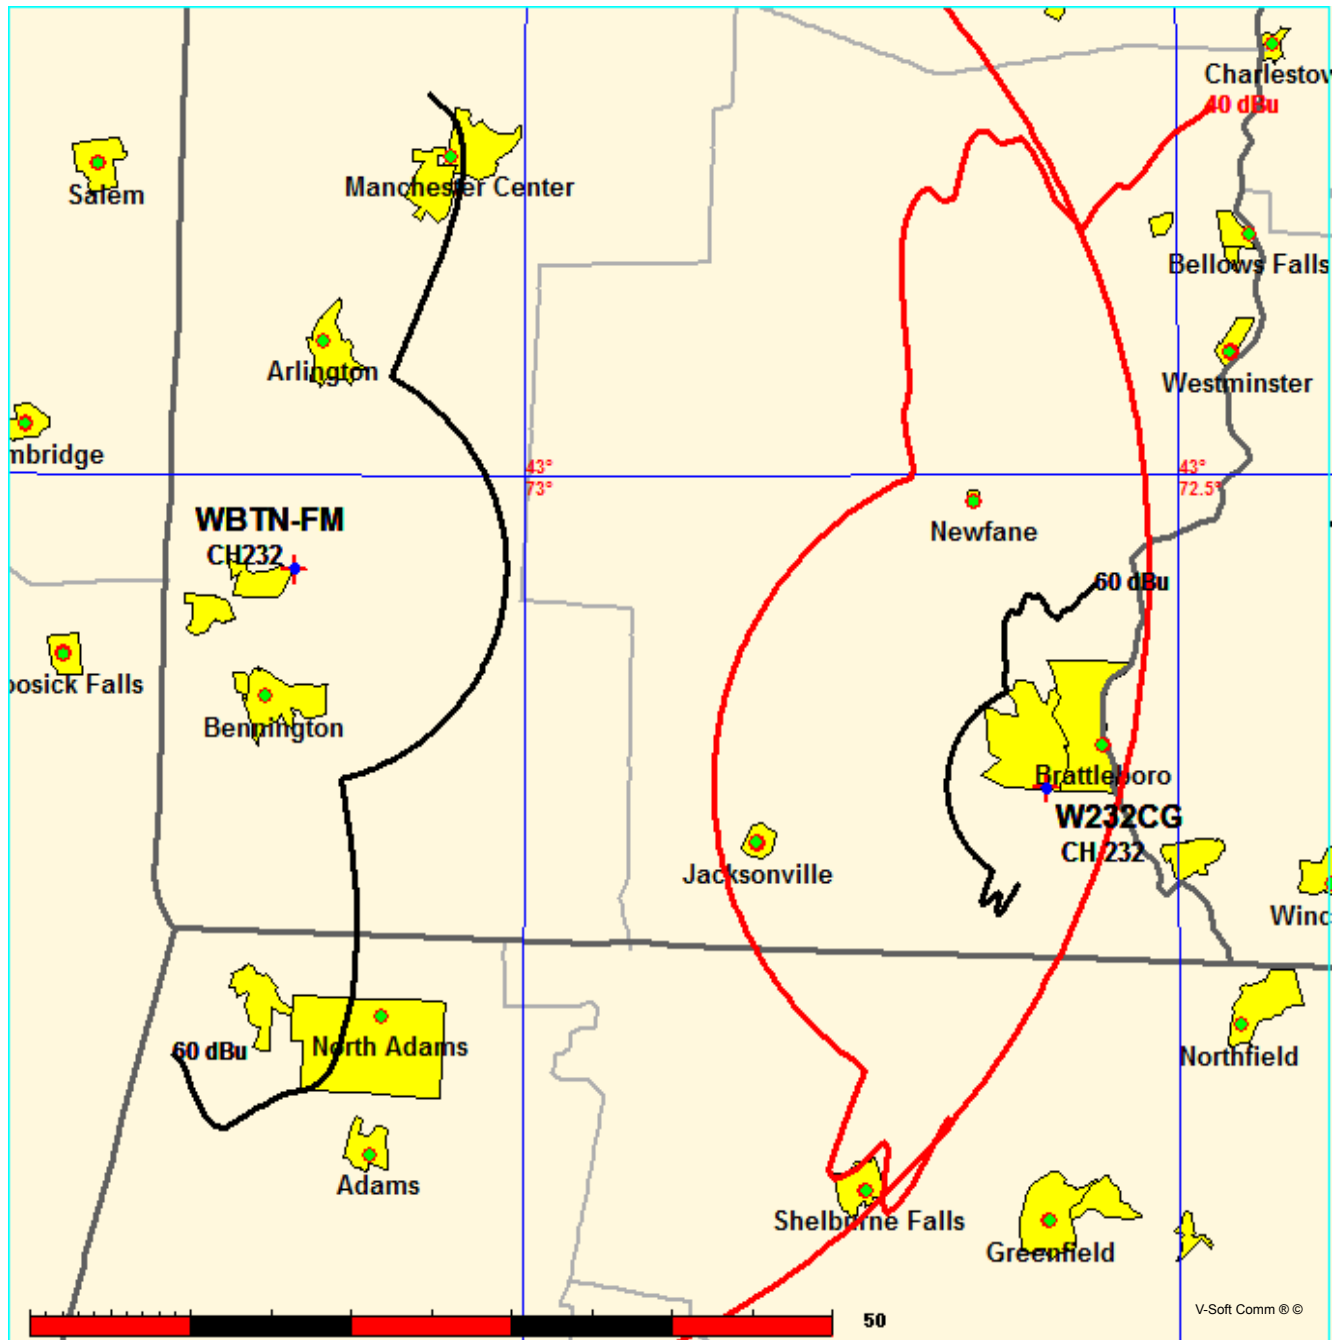 Charlestow
40 dBu
Salem
Manchester Center
Bellows Falls
Arlington
Westminster
mbridge
43°
73°
43°
72.5°
WBTN-FM
CH232
Newfane
60 dBu
oosick Falls
Bennington
Brattleboro
W232CG
CH 232
Jacksonville
Winc
60 dBu
North Adams
Northfield
Adams
Shelburne Falls
Greenfield
50
V-Soft Comm ® ©